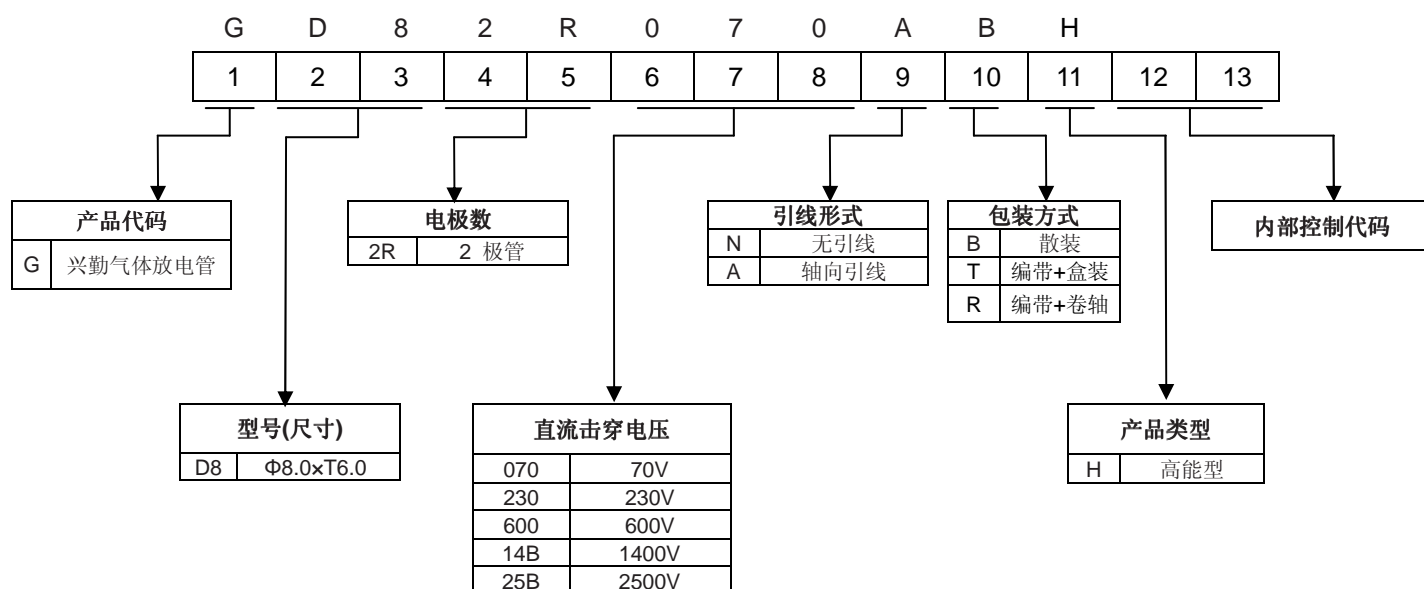 G D 8 2 R 0 7 0 A B H
1 2 3 4 5 6 7 8 9 10 11 12 13
产品代码
G 兴勤气体放电管
电极数
2R 2 极管
引线形式
N 无引线
A 轴向引线
包装方式
B 散装
T 编带+盒装
R 编带+卷轴
内部控制代码
型号(尺寸)
D8 Φ8.0×T6.0
直流击穿电压
070 70V
230 230V
600 600V
14B 1400V
25B 2500V
产品类型
H 高能型